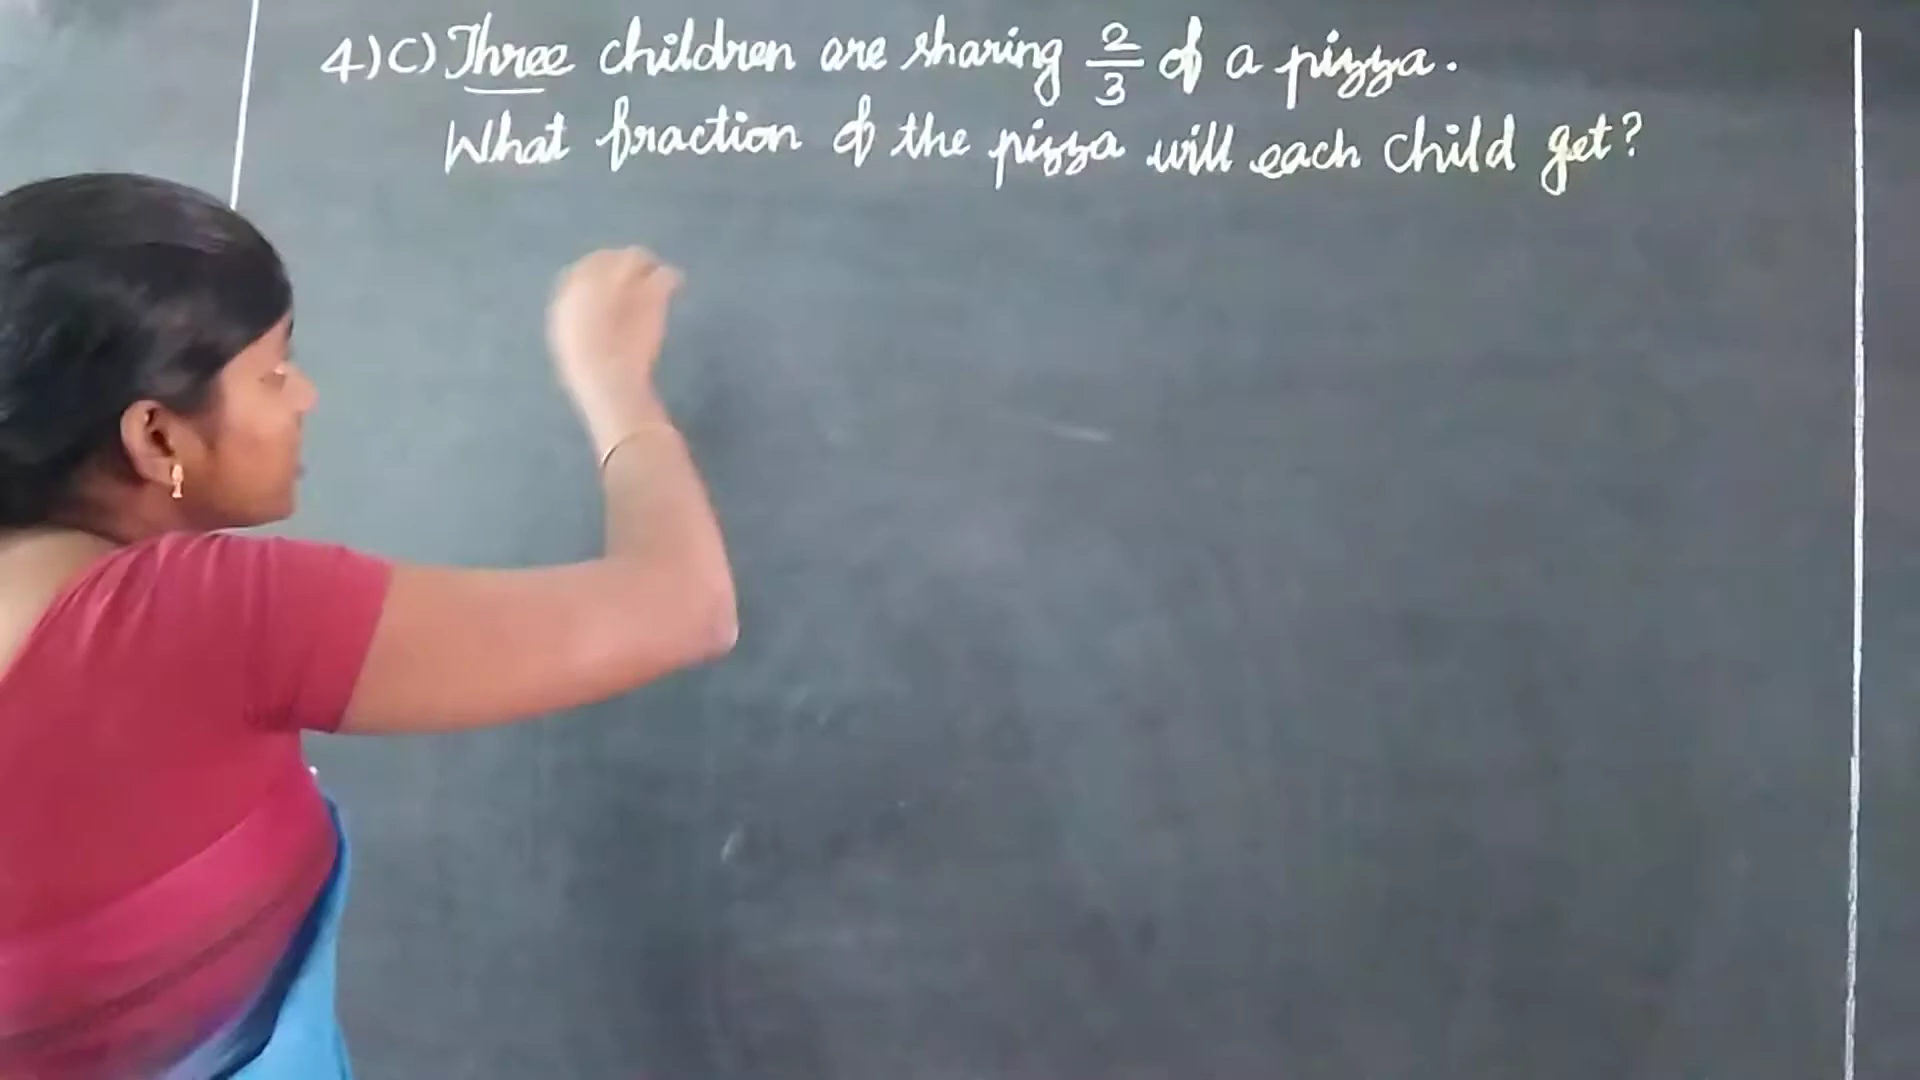 4) C) Three children are sharing 2/3 of a pizza.
What fraction of the pizza will each child get?